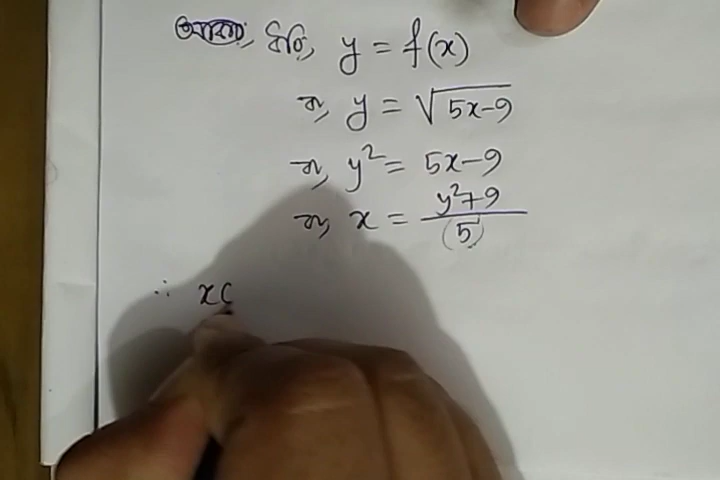 আবার, ধরি, y = f(x)
বা, y = √(5x-9)
বা, y² = 5x-9
বা, x = (y²+9)/(5)
∴ x